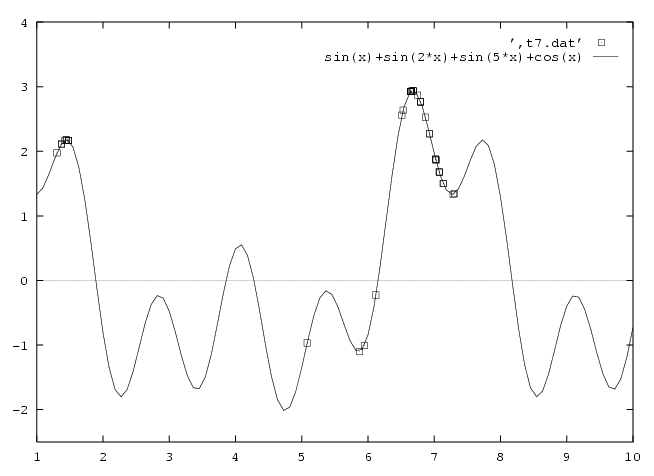 ',t7.dat'
sin(x)+sin(2*x)+sin(5*x)+cos(x)
4
3
2
1
0
-1
-2
1 2 3 4 5 6 7 8 9 10